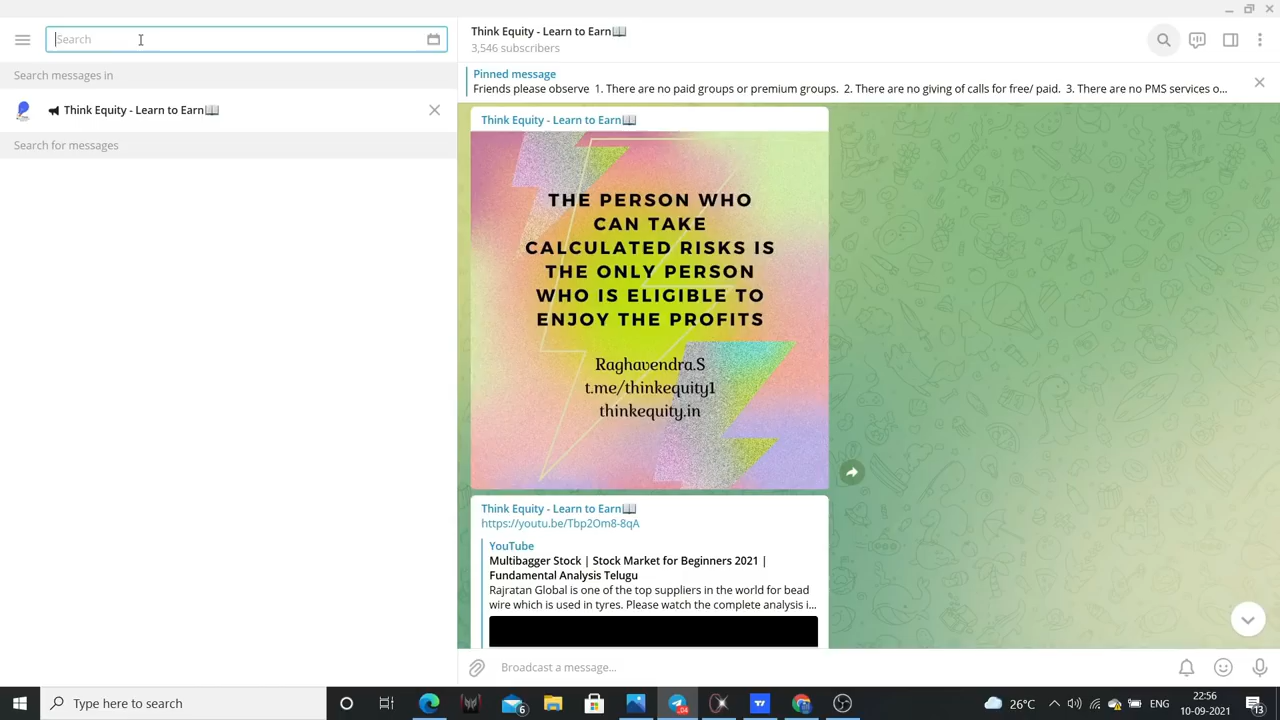 Search
Search messages in
Think Equity - Learn to Earn📖
Search for messages
Think Equity - Learn to Earn📖
3,546 subscribers
Pinned message
Friends please observe 1. There are no paid groups or premium groups. 2. There are no giving of calls for free/ paid. 3. There are no PMS services o...
Think Equity - Learn to Earn📖
THE PERSON WHO
CAN TAKE
CALCULATED RISKS IS
THE ONLY PERSON
WHO IS ELIGIBLE TO
ENJOY THE PROFITS
Raghavendra.S
t.me/thinkequity1
thinkequity.in
Think Equity - Learn to Earn📖
https://youtu.be/Tbp2Om8-8qA
YouTube
Multibagger Stock | Stock Market for Beginners 2021 |
Fundamental Analysis Telugu
Rajratan Global is one of the top suppliers in the world for bead
wire which is used in tyres. Please watch the complete analysis i...
Broadcast a message...
Type here to search
6
.04
26°C
ENG
22:56
10-09-2021
13